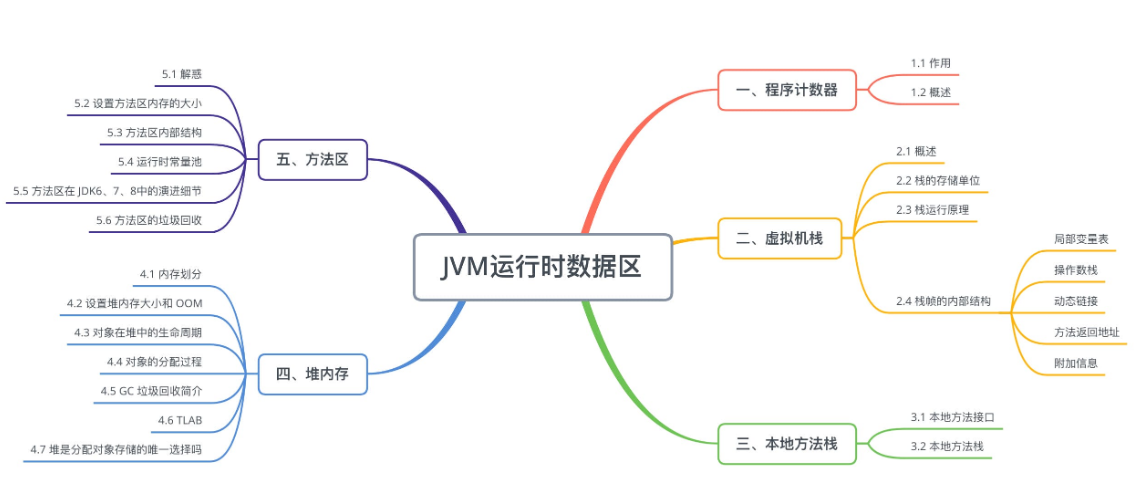 JVM运行时数据区
一、程序计数器
1.1 作用
1.2 概述
二、虚拟机栈
2.1 概述
2.2 栈的存储单位
2.3 栈运行原理
2.4 栈帧的内部结构
局部变量表
操作数栈
动态链接
方法返回地址
附加信息
三、本地方法栈
3.1 本地方法接口
3.2 本地方法栈
四、堆内存
4.1 内存划分
4.2 设置堆内存大小和 OOM
4.3 对象在堆中的生命周期
4.4 对象的分配过程
4.5 GC 垃圾回收简介
4.6 TLAB
4.7 堆是分配对象存储的唯一选择吗
五、方法区
5.1 解惑
5.2 设置方法区内存的大小
5.3 方法区内部结构
5.4 运行时常量池
5.5 方法区在 JDK6、7、8中的演进细节
5.6 方法区的垃圾回收